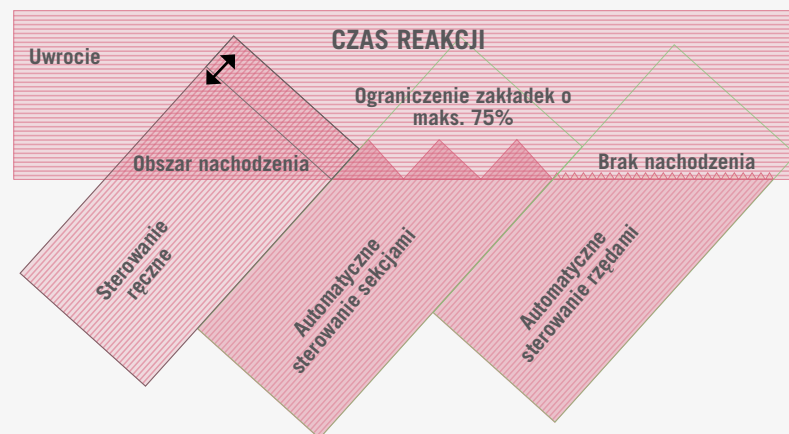 CZAS REAKCJI
Uwrocie
Ograniczenie zakładek o
maks. 75%
Obszar nachodzenia
Brak nachodzenia
Sterowanie
ręczne
Automatyczne
sterowanie sekcjami
Automatyczne
sterowanie rzędami